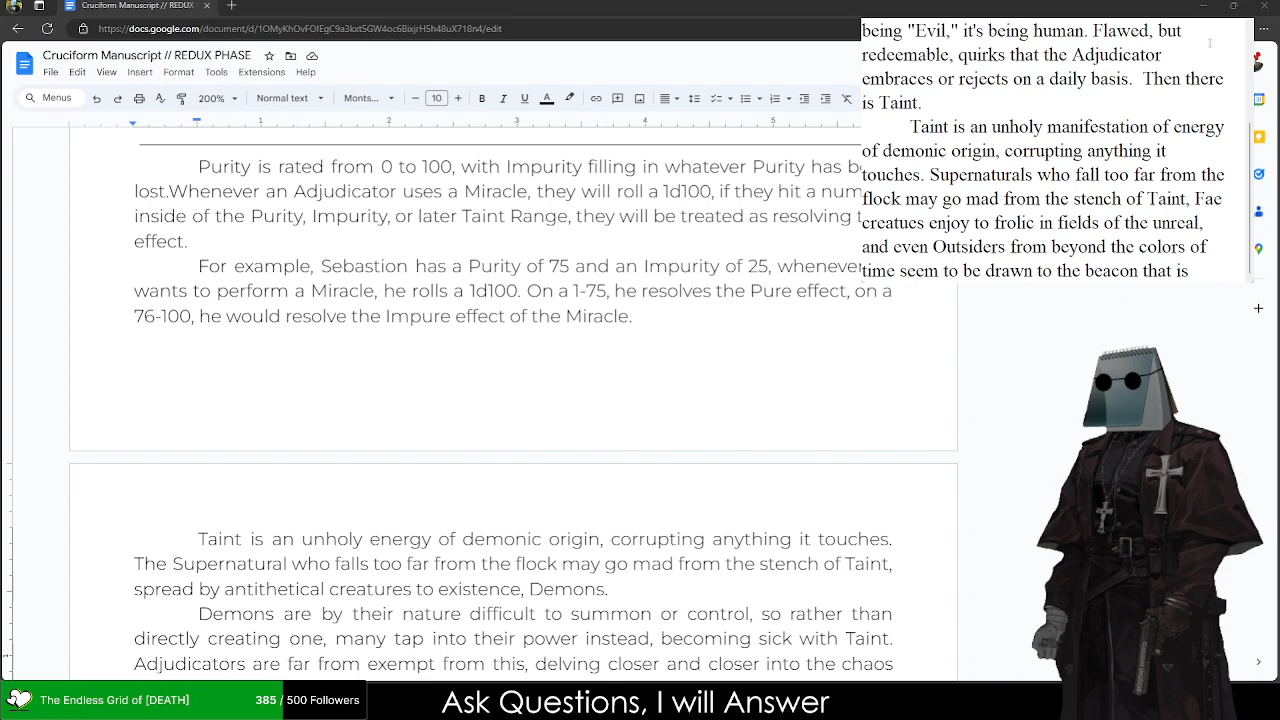 Cruciform Manuscript // REDUX
https://docs.google.com/document/d/1OMyKhOvFOIEgC9a3kxt5GW4oc6BixjrH5h48uX718n4/edit
Cruciform Manuscript // REDUX PHASE
File Edit View Insert Format Tools Extensions Help
Menus 200% Normal text Monts... 10
1 2 3 4 5
Purity is rated from 0 to 100, with Impurity filling in whatever Purity has be
lost.Whenever an Adjudicator uses a Miracle, they will roll a 1d100, if they hit a num
inside of the Purity, Impurity, or later Taint Range, they will be treated as resolving t
effect.
For example, Sebastion has a Purity of 75 and an Impurity of 25, whenever
wants to perform a Miracle, he rolls a 1d100. On a 1-75, he resolves the Pure effect, on a
76-100, he would resolve the Impure effect of the Miracle.
Taint is an unholy energy of demonic origin, corrupting anything it touches.
The Supernatural who falls too far from the flock may go mad from the stench of Taint,
spread by antithetical creatures to existence, Demons.
Demons are by their nature difficult to summon or control, so rather than
directly creating one, many tap into their power instead, becoming sick with Taint.
Adjudicators are far from exempt from this, delving closer and closer into the chaos
being "Evil," it's being human. Flawed, but
redeemable, quirks that the Adjudicator
embraces or rejects on a daily basis. Then there
is Taint.
Taint is an unholy manifestation of energy
of demonic origin, corrupting anything it
touches. Supernaturals who fall too far from the
flock may go mad from the stench of Taint, Fae
creatues enjoy to frolic in fields of the unreal,
and even Outsiders from beyond the colors of
time seem to be drawn to the beacon that is
The Endless Grid of [DEATH] 385 / 500 Followers
Ask Questions, I will Answer